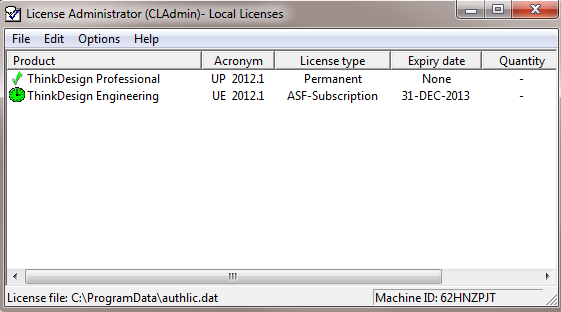 License Administrator (CLAdmin)- Local Licenses
File Edit Options Help
Product Acronym License type Expiry date Quantity
ThinkDesign Professional UP 2012.1 Permanent None -
ThinkDesign Engineering UE 2012.1 ASF-Subscription 31-DEC-2013 -
License file: C:\ProgramData\authlic.dat Machine ID: 62HNZPJT